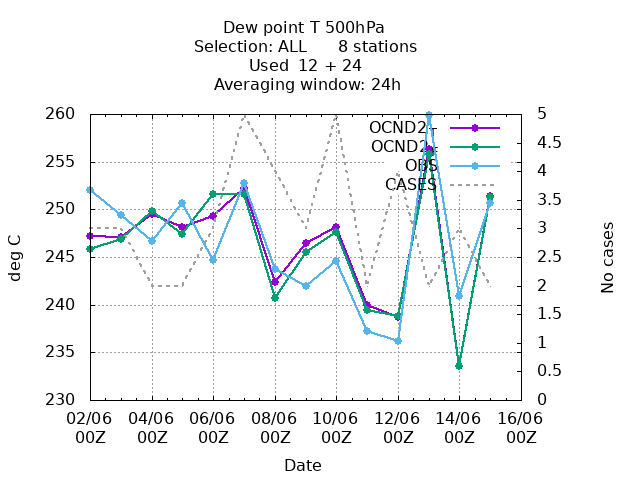 Dew point T 500hPa
Selection: ALL 8 stations
Used 12 + 24
Averaging window: 24h
260
255
250
245
240
235
230
deg C
5
4.5
4
3.5
3
2.5
2
1.5
1
0.5
0
No cases
OCND2-
OCND2+
OBS
CASES
02/06 04/06 06/06 08/06 10/06 12/06 14/06 16/06
00Z 00Z 00Z 00Z 00Z 00Z 00Z 00Z
Date